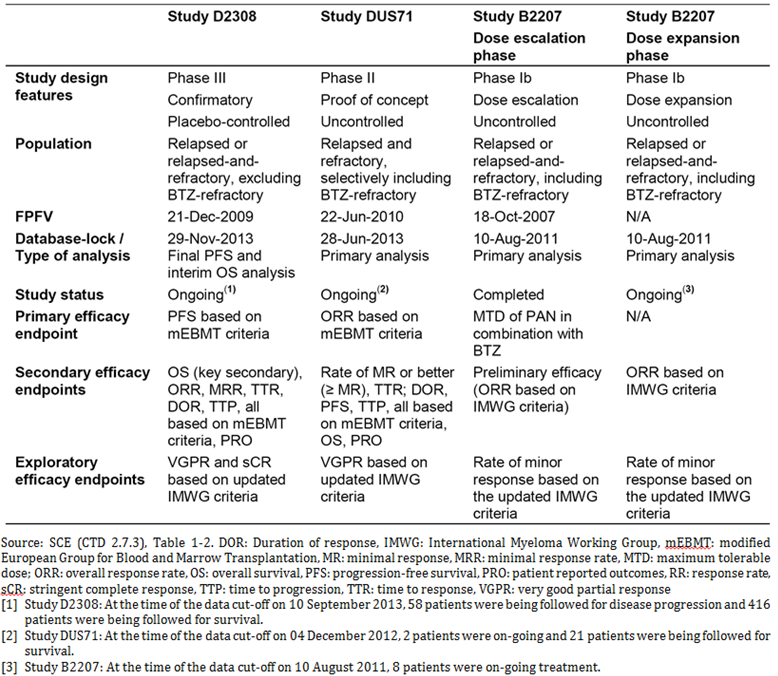 Study D2308 Study DUS71 Study B2207 Study B2207
Dose escalation Dose expansion
phase phase
Study design Phase III Phase II Phase Ib Phase Ib
features
Confirmatory Proof of concept Dose escalation Dose expansion
Placebo-controlled Uncontrolled Uncontrolled Uncontrolled
Population Relapsed or Relapsed and Relapsed or Relapsed or
relapsed-and- refractory, relapsed-and- relapsed-and-
refractory, excluding selectively including refractory, including refractory, including
BTZ-refractory BTZ-refractory BTZ-refractory BTZ-refractory
FPFV 21-Dec-2009 22-Jun-2010 18-Oct-2007 N/A
Database-lock / 29-Nov-2013 28-Jun-2013 10-Aug-2011 10-Aug-2011
Type of analysis Final PFS and Primary analysis Primary analysis Primary analysis
interim OS analysis
Study status Ongoing(1) Ongoing(2) Completed Ongoing(3)
Primary efficacy PFS based on ORR based on MTD of PAN in N/A
endpoint mEBMT criteria mEBMT criteria combination with
BTZ
Secondary efficacy OS (key secondary), Rate of MR or better Preliminary efficacy ORR based on
endpoints ORR, MRR, TTR, (≥ MR), TTR; DOR, (ORR based on IMWG criteria
DOR, TTP, all PFS, TTP, all based IMWG criteria)
based on mEBMT on mEBMT criteria,
criteria, PRO OS, PRO
Exploratory VGPR and sCR VGPR based on Rate of minor Rate of minor
efficacy endpoints based on updated updated IMWG response based on response based on
IMWG criteria criteria the updated IMWG the updated IMWG
criteria criteria
Source: SCE (CTD 2.7.3), Table 1-2. DOR: Duration of response, IMWG: International Myeloma Working Group, mEBMT: modified
European Group for Blood and Marrow Transplantation, MR: minimal response, MRR: minimal response rate, MTD: maximum tolerable
dose; ORR: overall response rate, OS: overall survival, PFS: progression-free survival, PRO: patient reported outcomes, RR: response rate,
sCR: stringent complete response, TTP: time to progression, TTR: time to response, VGPR: very good partial response
[1] Study D2308: At the time of the data cut-off on 10 September 2013, 58 patients were being followed for disease progression and 416
patients were being followed for survival.
[2] Study DUS71: At the time of the data cut-off on 04 December 2012, 2 patients were on-going and 21 patients were being followed for
survival.
[3] Study B2207: At the time of the data cut-off on 10 August 2011, 8 patients were on-going treatment.